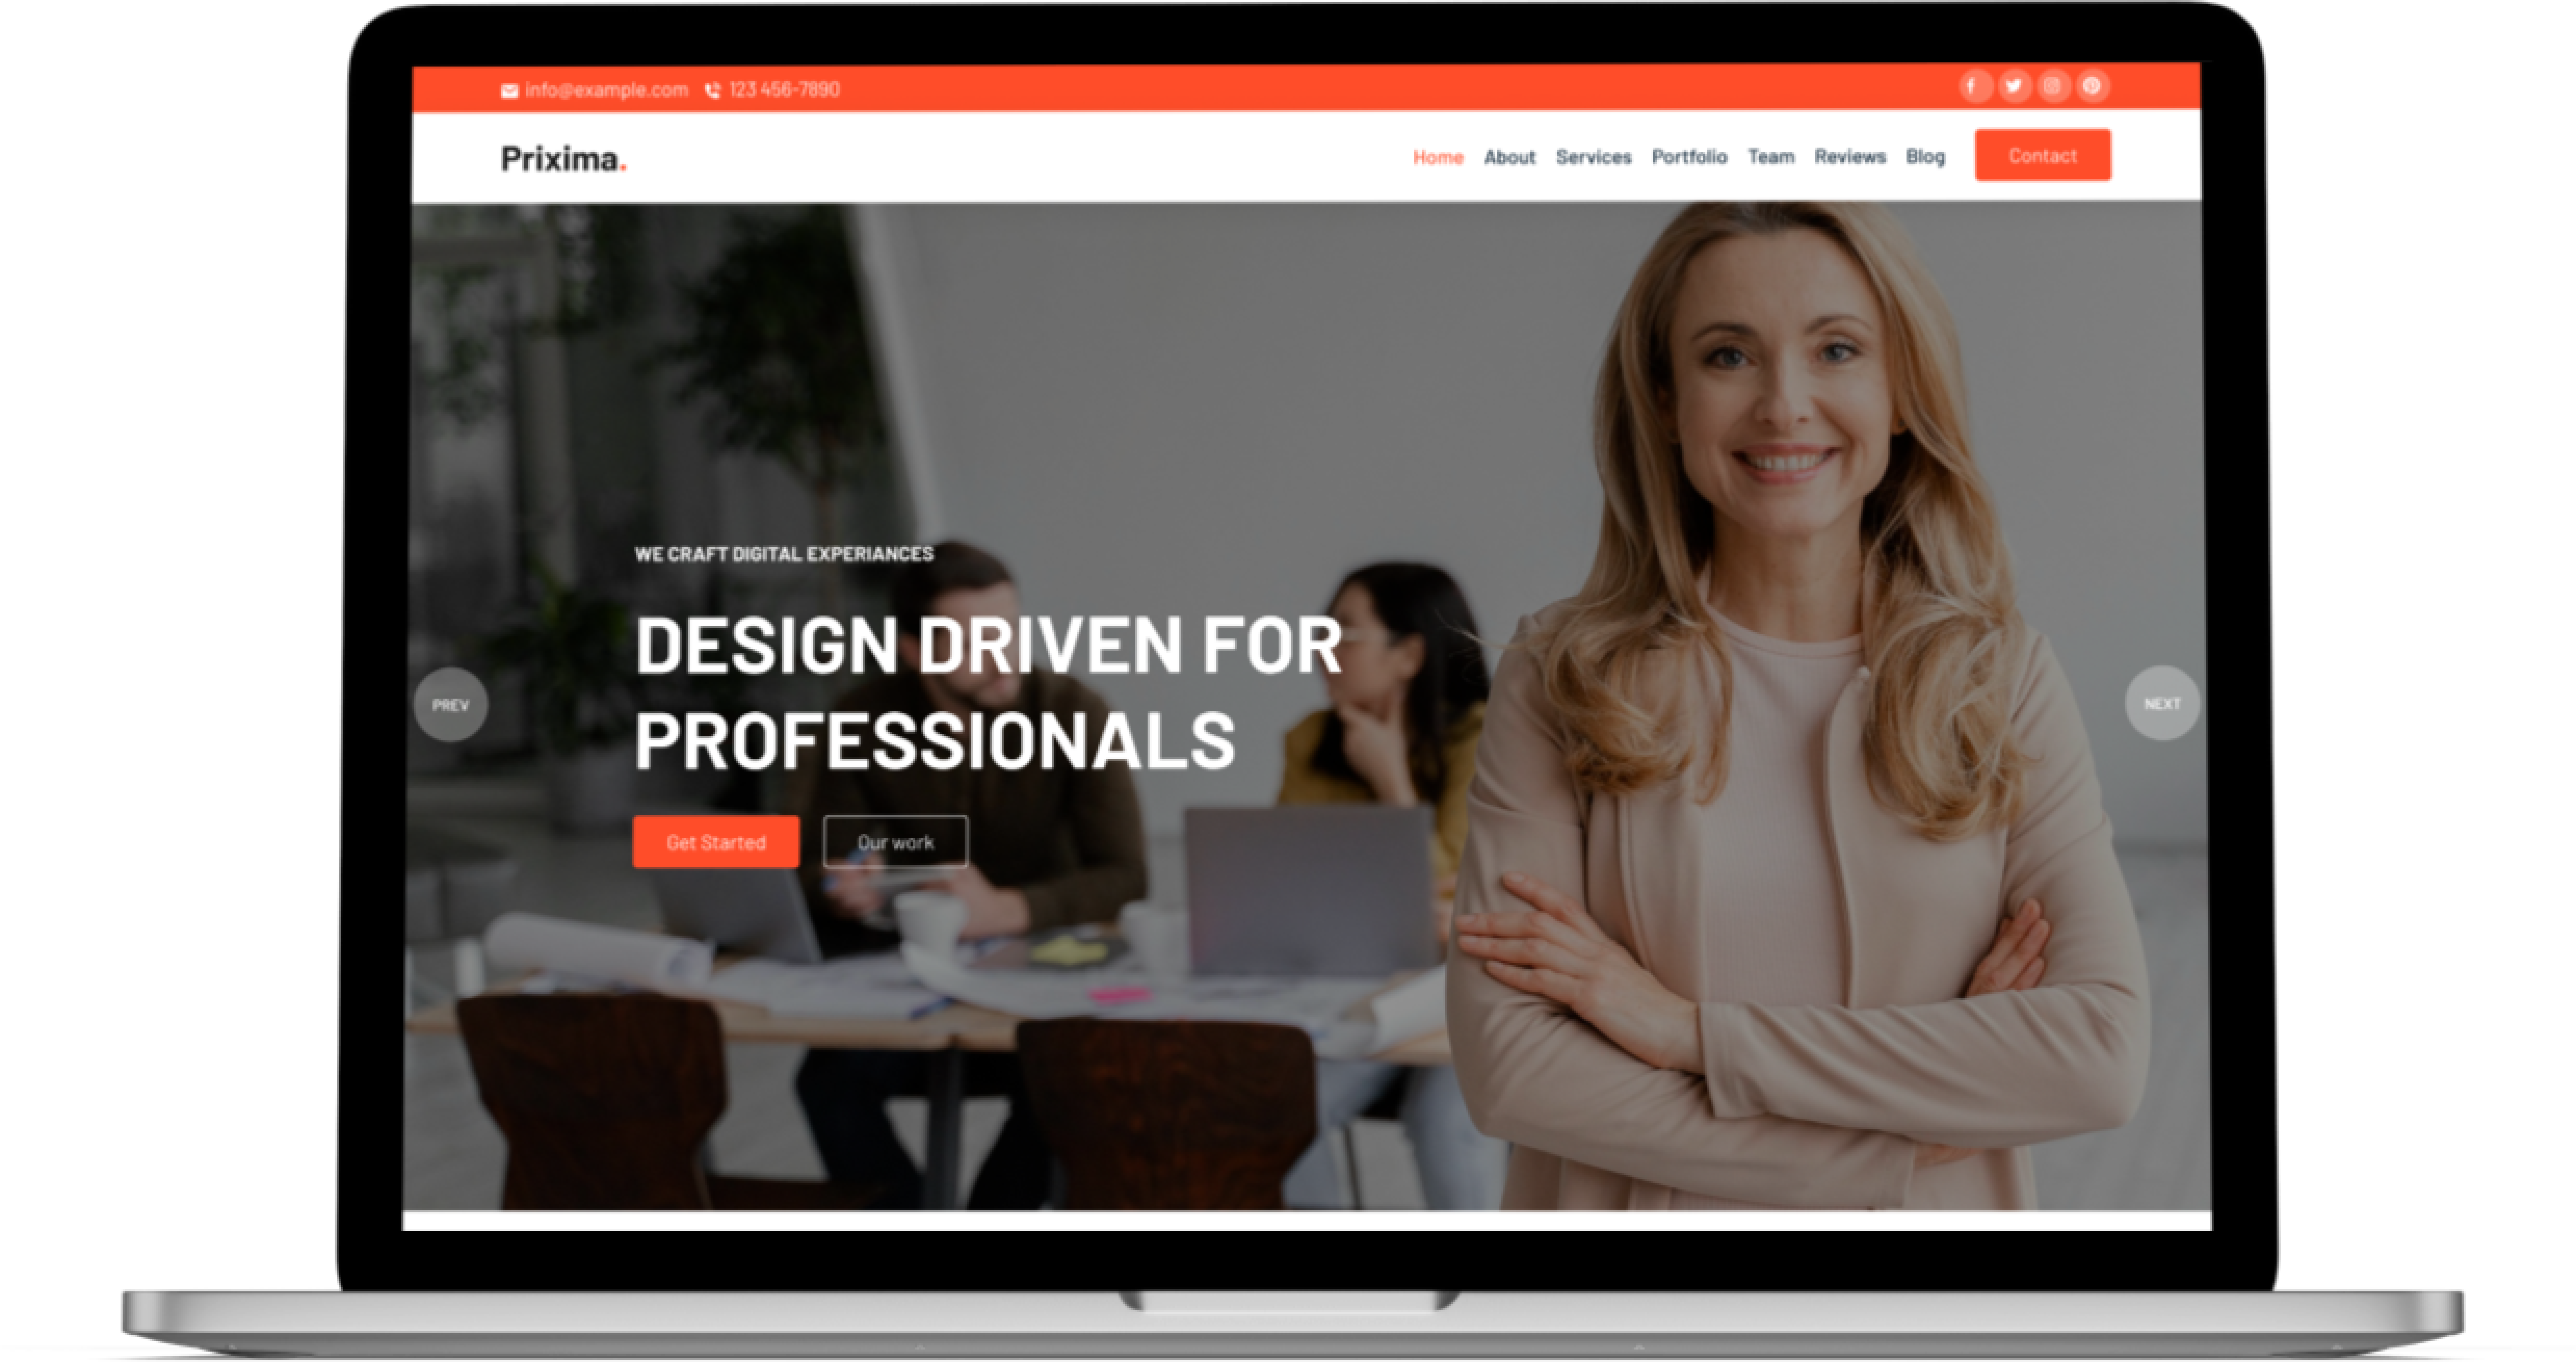 info@example.com 123 456-7890
Prixima.
Home About Services Portfolio Team Reviews Blog Contact
WE CRAFT DIGITAL EXPERIANCES
DESIGN DRIVEN FOR
PROFESSIONALS
PREV
NEXT
Get Started Our work